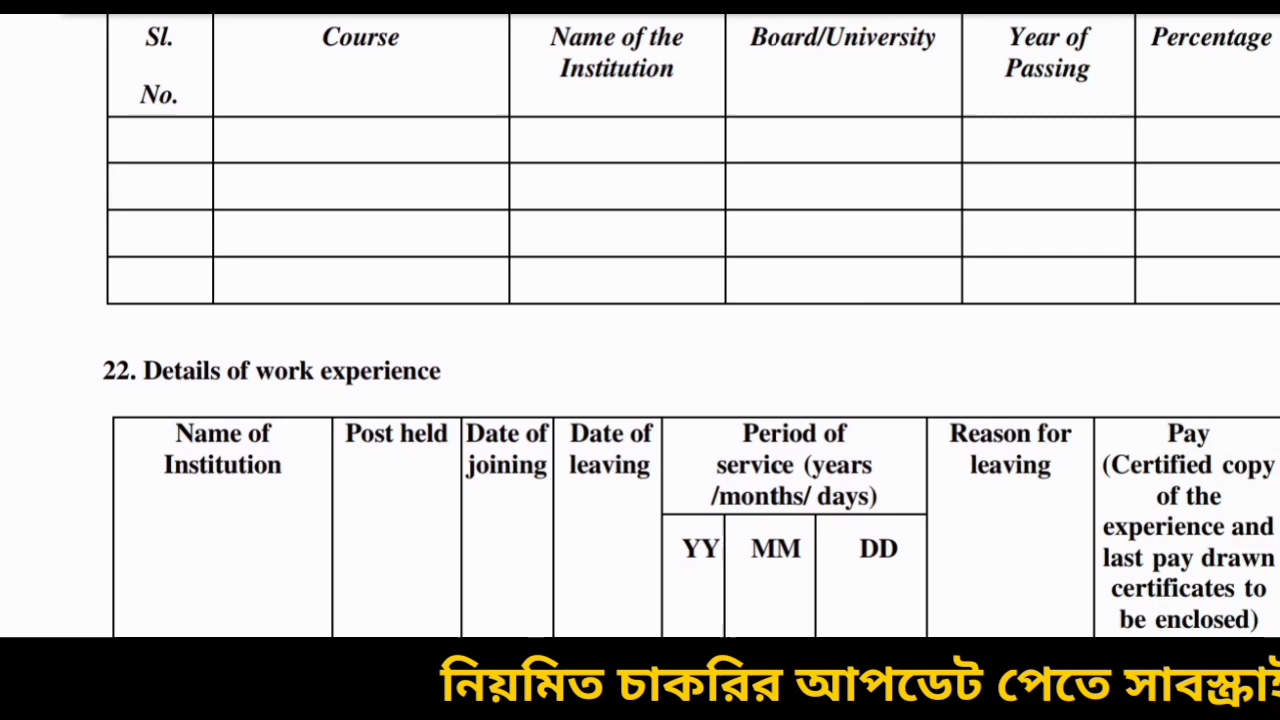 Sl. No.
Course
Name of the Institution
Board/University
Year of Passing
Percentage
22. Details of work experience
Name of Institution
Post held
Date of joining
Date of leaving
Period of service (years /months/ days)
YY
MM
DD
Reason for leaving
Pay (Certified copy of the experience and last pay drawn certificates to be enclosed)
নিয়মিত চাকরির আপডেট পেতে